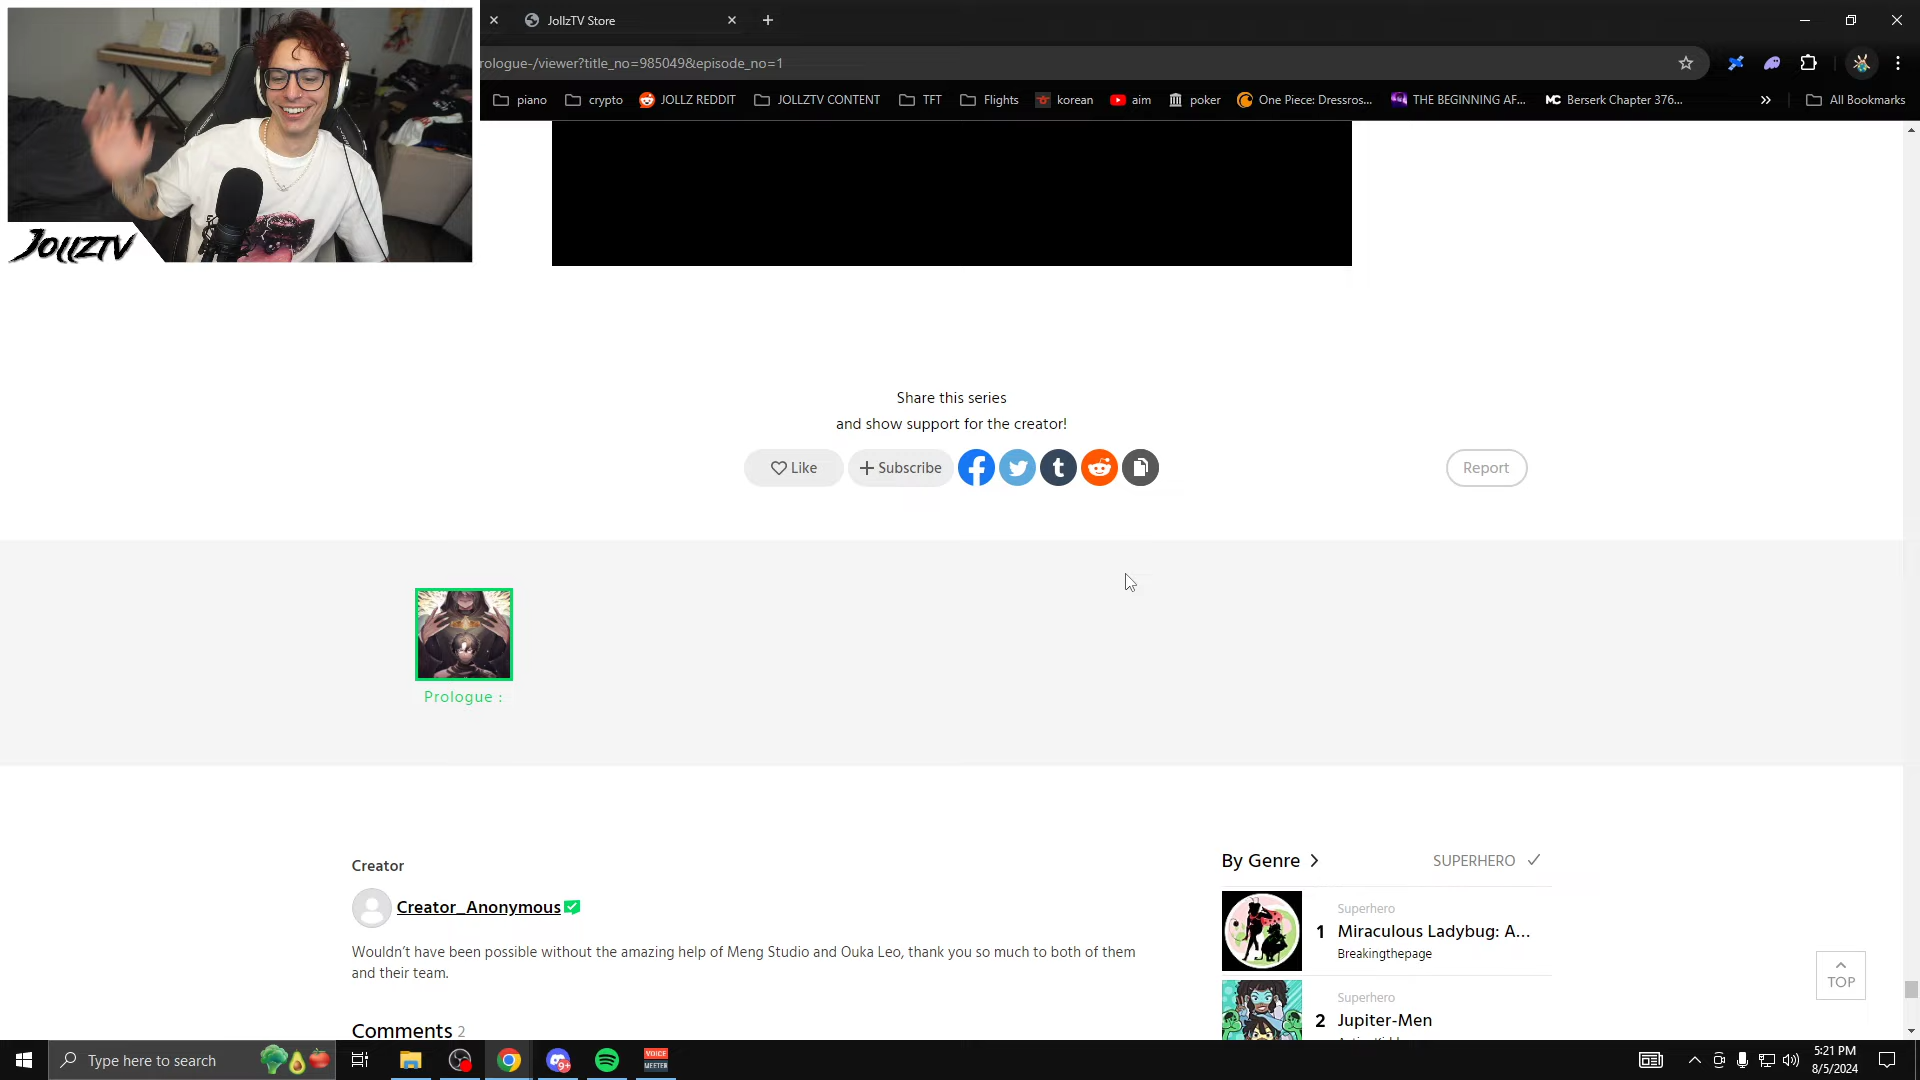 JollzTV Store
rologue-/viewer?title_no=985049&episode_no=1
piano
crypto
JOLLZ REDDIT
JOLLZTV CONTENT
TFT
Flights
korean
aim
poker
One Piece: Dressros...
THE BEGINNING AF...
MC Berserk Chapter 376...
All Bookmarks
JOLLZTV
Share this series
and show support for the creator!
Like
Subscribe
Report
Prologue :
Creator
Creator_Anonymous
Wouldn't have been possible without the amazing help of Meng Studio and Ouka Leo, thank you so much to both of them
and their team.
Comments 2
By Genre
SUPERHERO
Superhero
1 Miraculous Ladybug: A...
Breakingthepage
Superhero
2 Jupiter-Men
TOP
Type here to search
9+
VOICE
MEETER
5:21 PM
8/5/2024